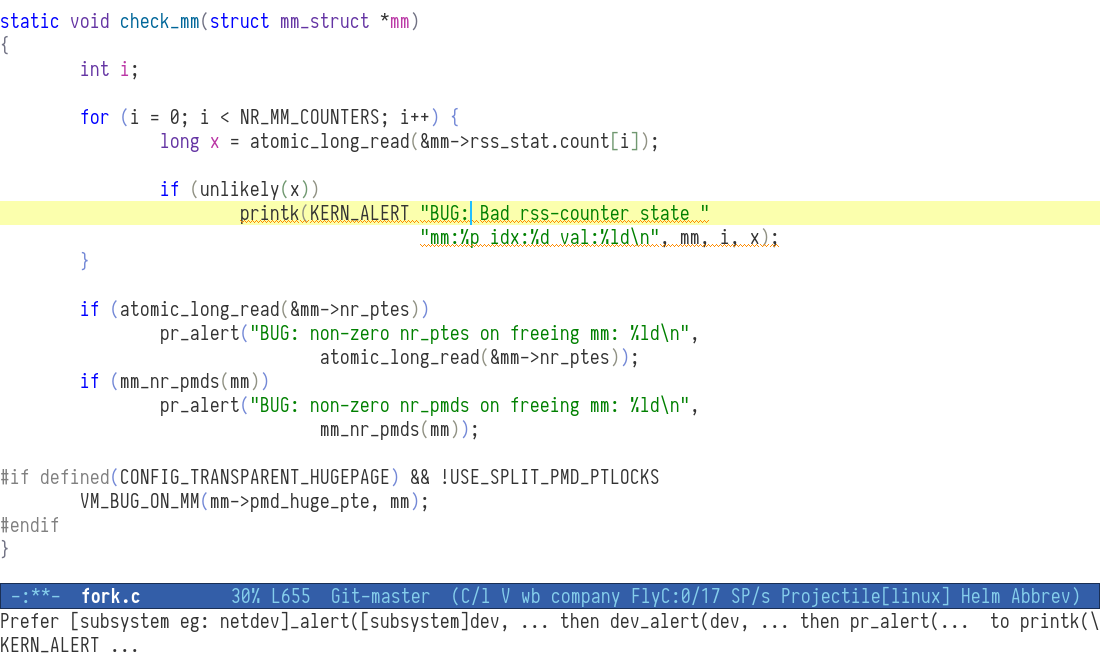 static void check_mm(struct mm_struct *mm)
{
        int i;

        for (i = 0; i < NR_MM_COUNTERS; i++) {
                long x = atomic_long_read(&mm->rss_stat.count[i]);

                if (unlikely(x))
                        printk(KERN_ALERT "BUG: Bad rss-counter state "
                                          "mm:%p idx:%d val:%ld\n", mm, i, x);
        }

        if (atomic_long_read(&mm->nr_ptes))
                pr_alert("BUG: non-zero nr_ptes on freeing mm: %ld\n",
                                atomic_long_read(&mm->nr_ptes));
        if (mm_nr_pmds(mm))
                pr_alert("BUG: non-zero nr_pmds on freeing mm: %ld\n",
                                mm_nr_pmds(mm));

#if defined(CONFIG_TRANSPARENT_HUGEPAGE) && !USE_SPLIT_PMD_PTLOCKS
        VM_BUG_ON_MM(mm->pmd_huge_pte, mm);
#endif
}
-:**-  fork.c         30% L655  Git-master  (C/l V wb company FlyC:0/17 SP/s Projectile[linux] Helm Abbrev)
Prefer [subsystem eg: netdev]_alert([subsystem]dev, ... then dev_alert(dev, ... then pr_alert(...  to printk(\
KERN_ALERT ...